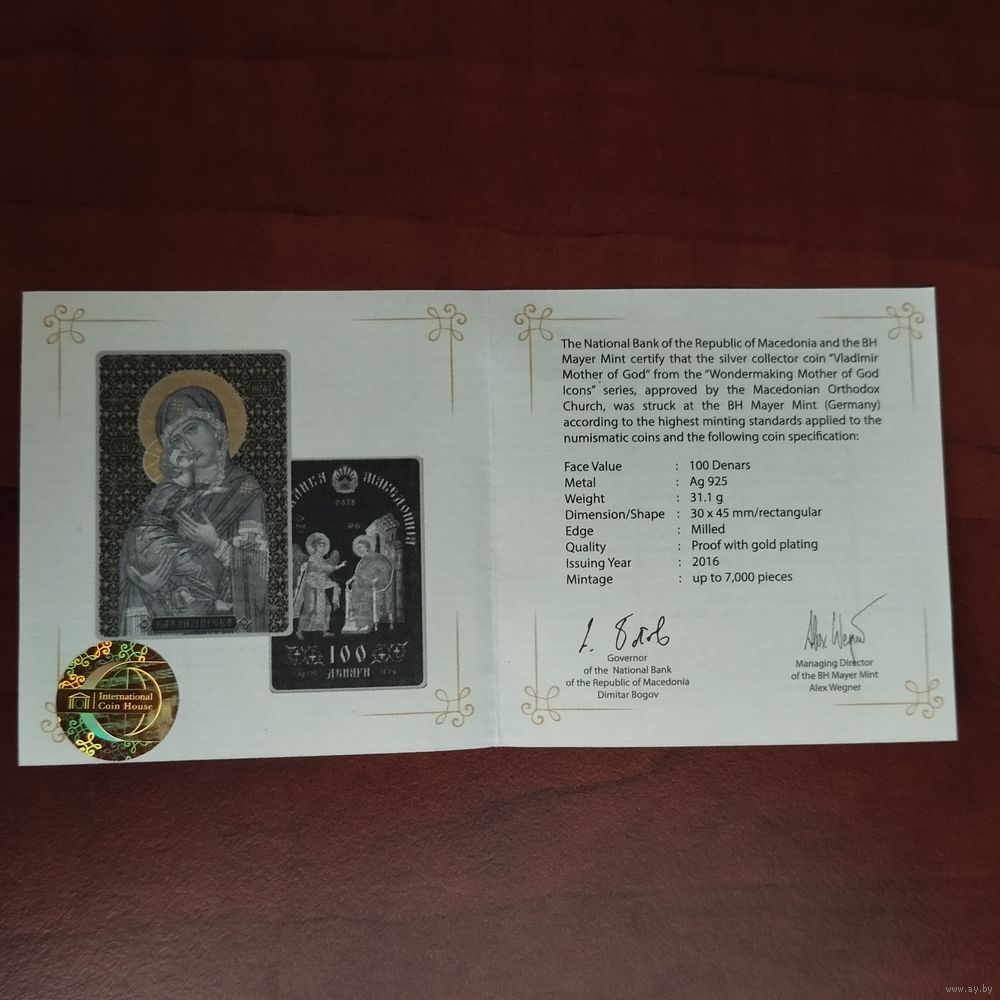 ВЛАДИМИРСКА
МАКЕДОНИЈА
2016
100
ДЕНАРИ
International
Coin House
The National Bank of the Republic of Macedonia and the BH
Mayer Mint certify that the silver collector coin "Vladimir
Mother of God" from the "Wondermaking Mother of God
Icons" series, approved by the Macedonian Orthodox
Church, was struck at the BH Mayer Mint (Germany)
according to the highest minting standards applied to the
numismatic coins and the following coin specification:
Face Value : 100 Denars
Metal : Ag 925
Weight : 31.1 g
Dimension/Shape : 30 x 45 mm/rectangular
Edge : Milled
Quality : Proof with gold plating
Issuing Year : 2016
Mintage : up to 7,000 pieces
Governor
of the National Bank
of the Republic of Macedonia
Dimitar Bogov
Managing Director
of the BH Mayer Mint
Alex Wegner
www.ay.by